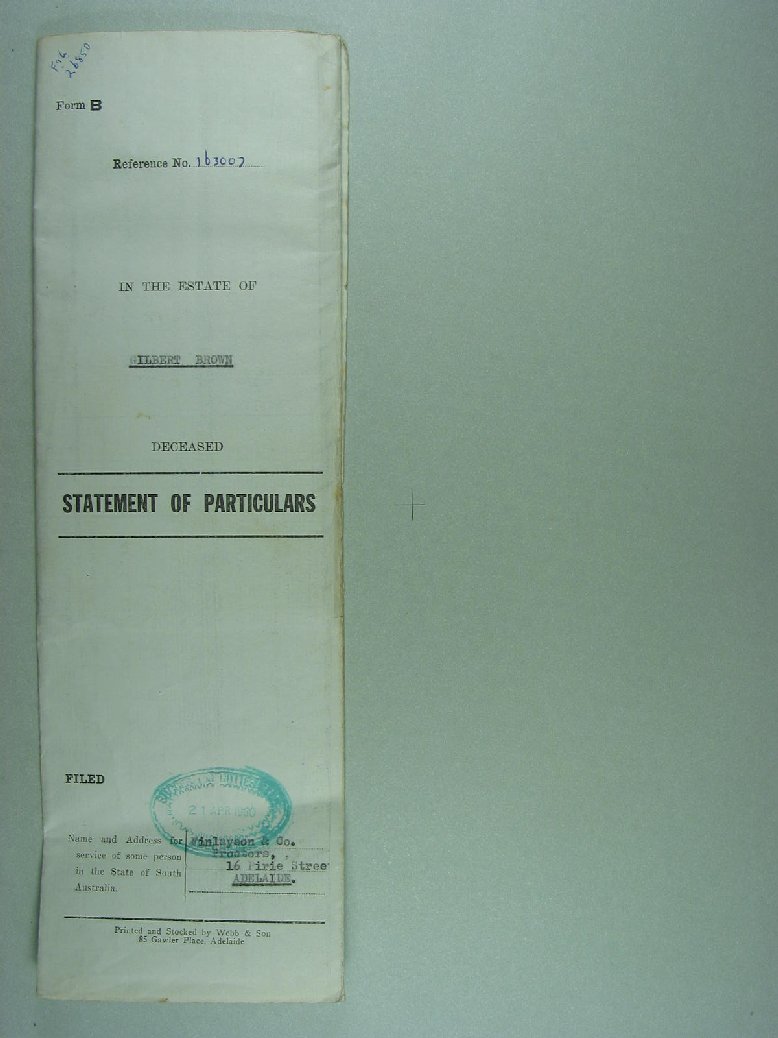 26850
Form B
Reference No. 163007
IN THE ESTATE OF
GILBERT BROWN
DECEASED
STATEMENT OF PARTICULARS
FILED
21 APR 1960
Name and Address for
service of some person
in the State of South
Australia.
Finlayson & Co.
Proctors,
16 Pirie Stree
ADELAIDE.
Printed and Stocked by Webb & Son
85 Gawler Place, Adelaide